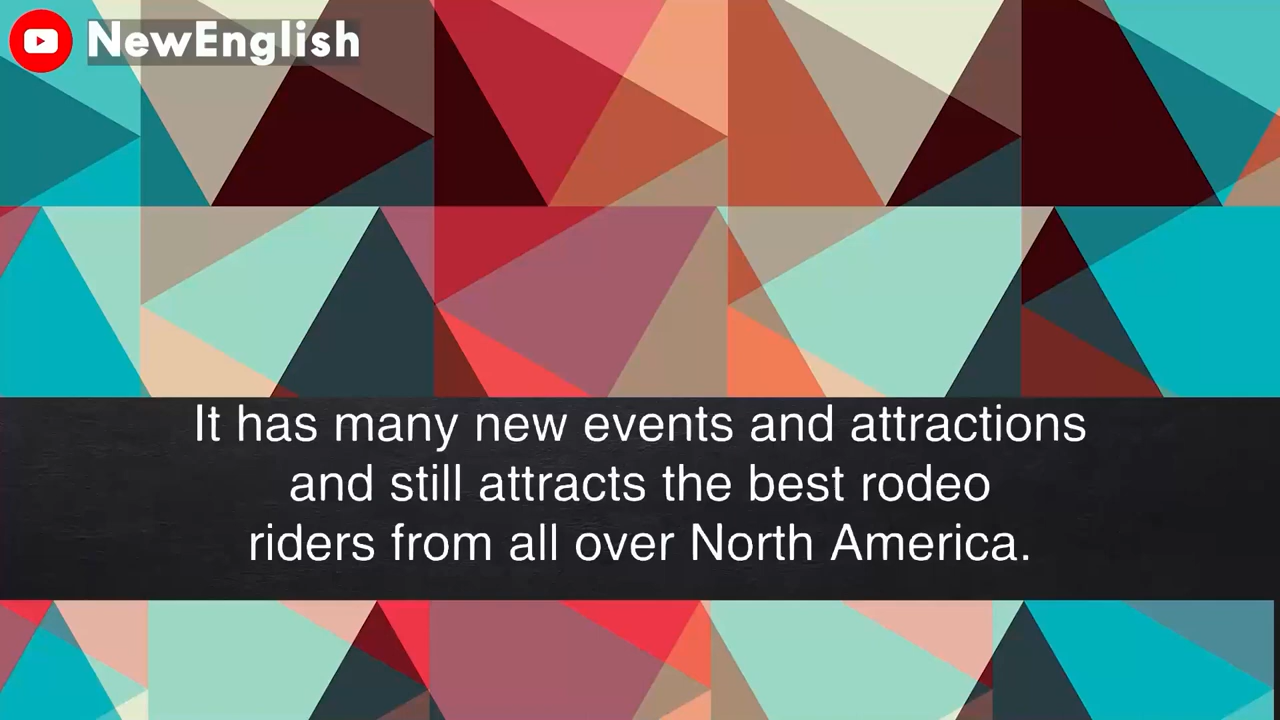 NewEnglish
It has many new events and attractions
and still attracts the best rodeo
riders from all over North America.